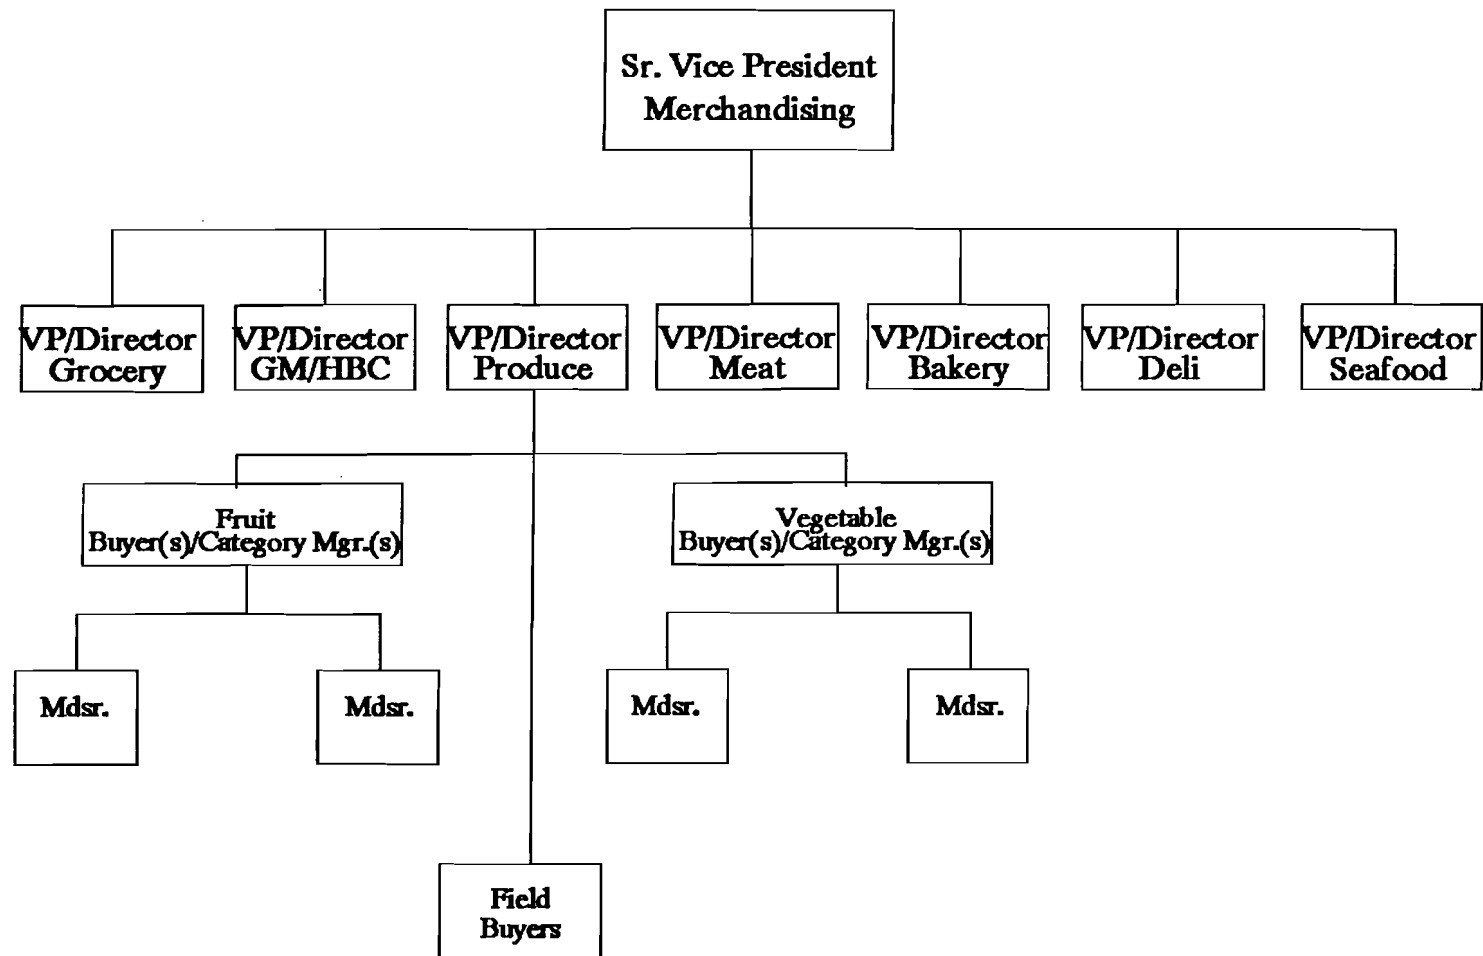 Sr. Vice President
Merchandising
VP/Director
Grocery
VP/Director
GM/HBC
VP/Director
Produce
VP/Director
Meat
VP/Director
Bakery
VP/Director
Deli
VP/Director
Seafood
Fruit
Buyer(s)/Category Mgr.(s)
Vegetable
Buyer(s)/Category Mgr.(s)
Mdsr.
Mdsr.
Mdsr.
Mdsr.
Field
Buyers